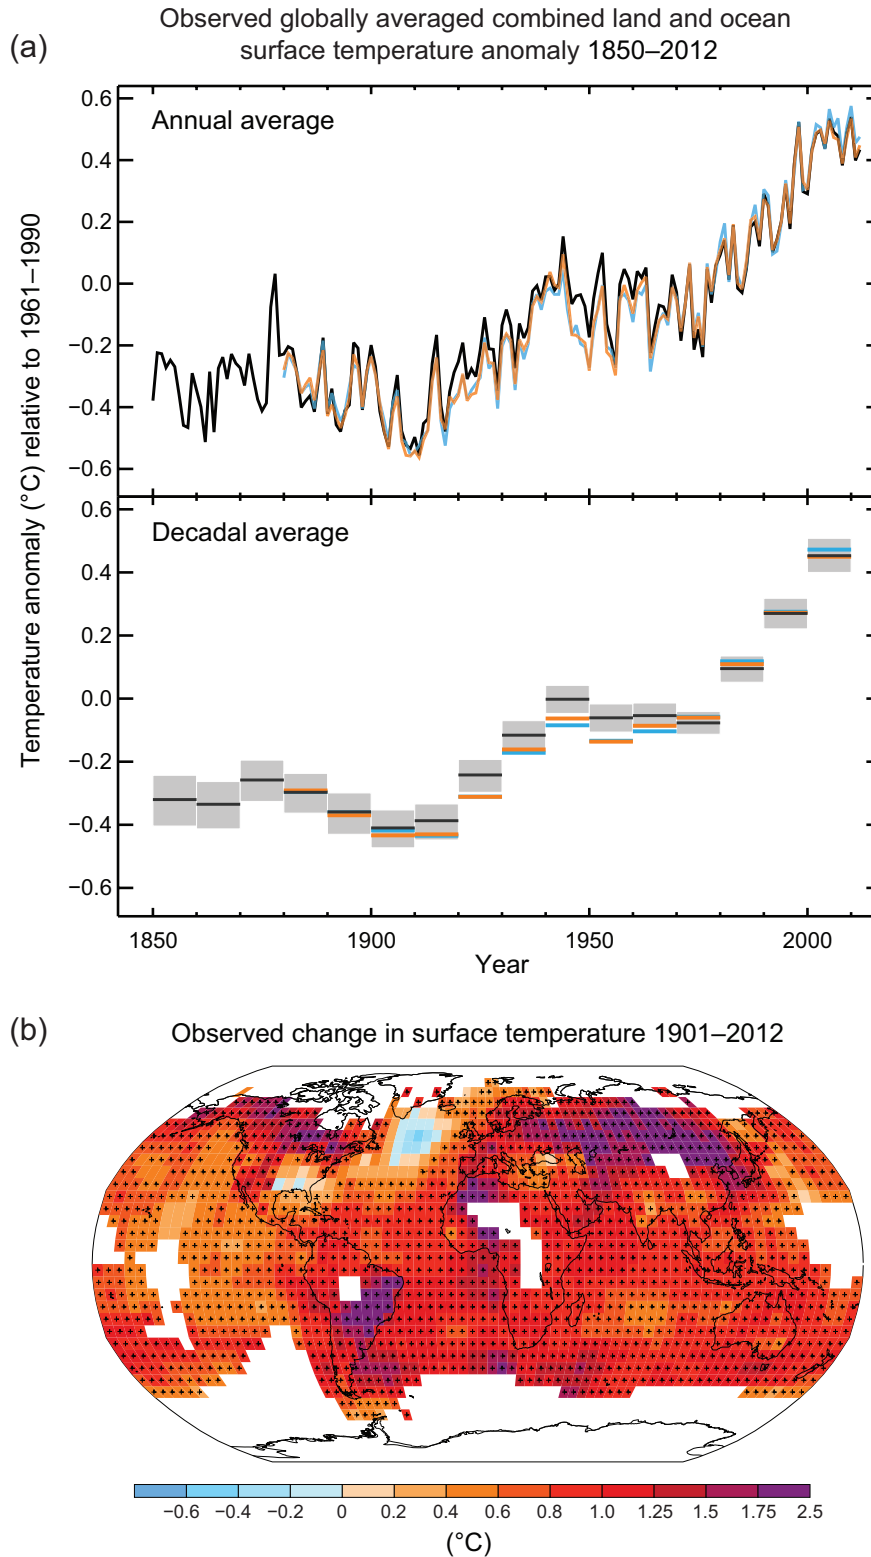 Observed globally averaged combined land and ocean
surface temperature anomaly 1850–2012
(a)
Annual average
0.6
0.4
0.2
0.0
−0.2
−0.4
−0.6
Temperature anomaly (°C) relative to 1961–1990
Decadal average
0.6
0.4
0.2
0.0
−0.2
−0.4
−0.6
1850 1900 1950 2000
Year
(b)
Observed change in surface temperature 1901–2012
−0.6 −0.4 −0.2 0 0.2 0.4 0.6 0.8 1.0 1.25 1.5 1.75 2.5
(°C)